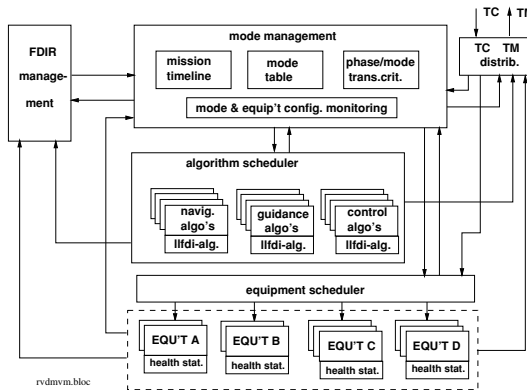 TC TM
mode management
FDIR
manage-
ment
mission
timeline
mode
table
phase/mode
trans.crit.
TC TM
distrib.
mode & equip't config. monitoring
algorithm scheduler
navig.
algo's
llfdi-alg.
guidance
algo's
llfdi-alg.
control
algo's
llfdi-alg.
equipment scheduler
EQU'T A
health stat.
EQU'T B
health stat.
EQU'T C
health stat.
EQU'T D
health stat.
rvdmvm.bloc